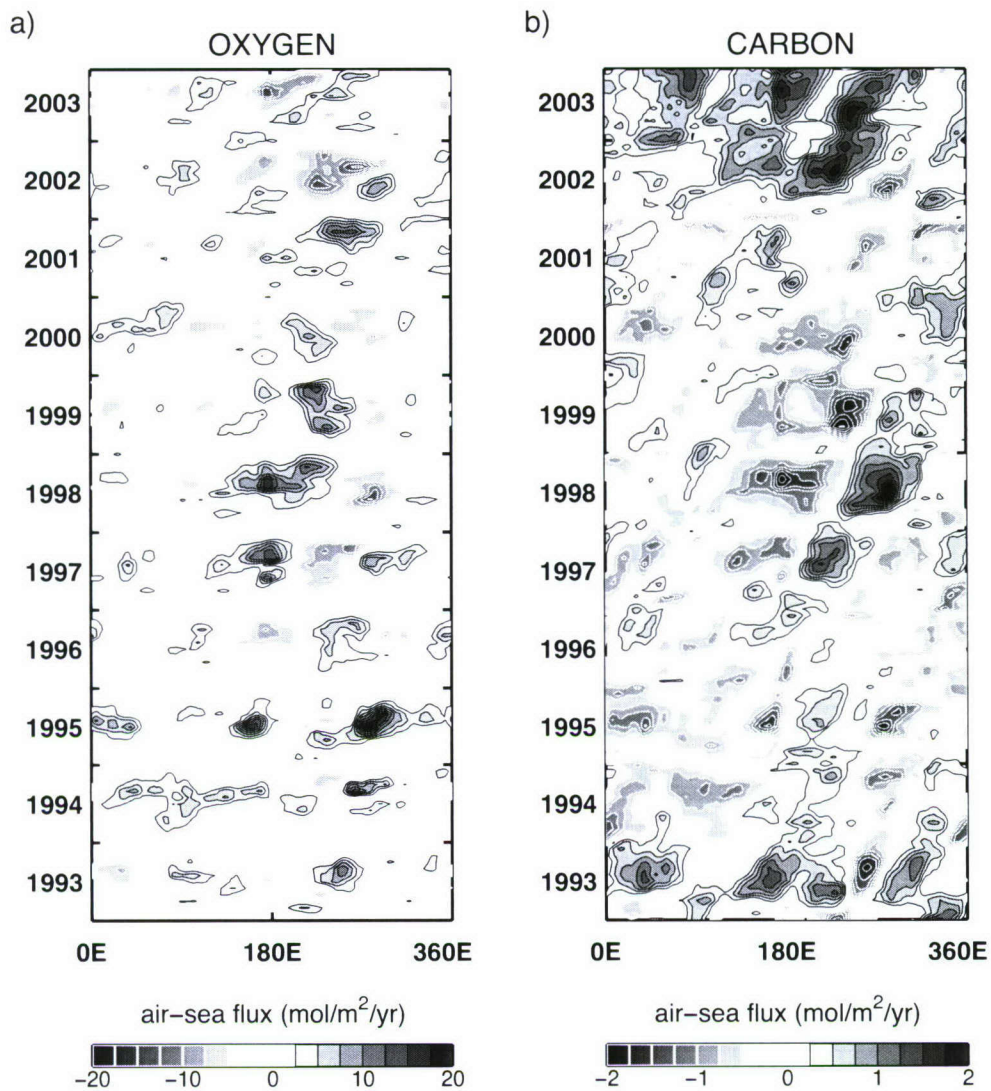 a)
OXYGEN
2003
2002
2001
2000
1999
1998
1997
1996
1995
1994
1993
0E 180E 360E
air-sea flux (mol/m²/yr)
-20 -10 0 10 20
b)
CARBON
2003
2002
2001
2000
1999
1998
1997
1996
1995
1994
1993
0E 180E 360E
air-sea flux (mol/m²/yr)
-2 -1 0 1 2